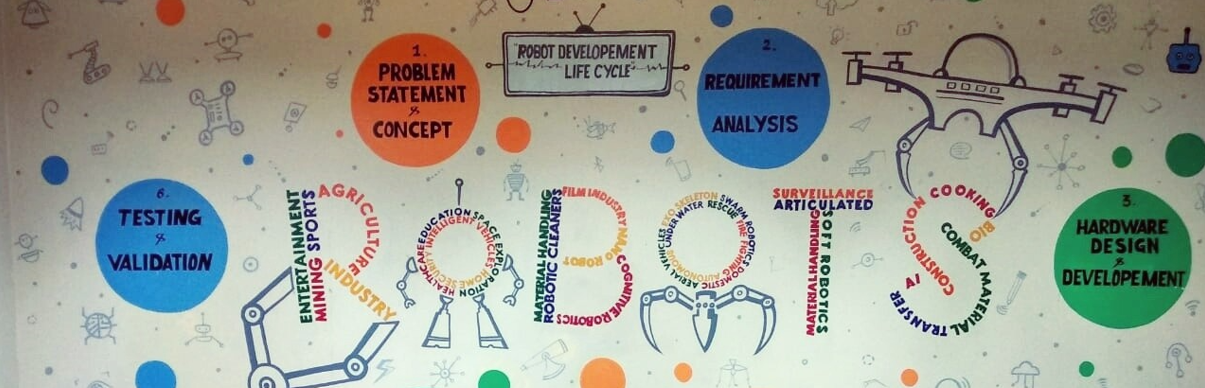 "ROBOT DEVELOPEMENT
LIFE CYCLE"
1.
PROBLEM
STATEMENT
&
CONCEPT
2.
REQUIREMENT
ANALYSIS
3.
HARDWARE
DESIGN
&
DEVELOPEMENT
6.
TESTING
&
VALIDATION
ENTERTAINMENT
MINING SPORTS
AGRICULTURE
INDUSTRY
EDUCATION SPACE EXPLORATION
HEALTHCARE
INTELLIGENT VEHICLES
HOME SECURITY
MATERIAL HANDLING
ROBOTIC CLEANERS
FILM INDUSTRY
NANO ROBOT
COGNITIVE ROBOTICS
EXO SKELETON
SWARM ROBOTICS
DOMESTIC
AERIAL VEHICLES
UNDER WATER RESCUE
FIRE FIGHTING
AUTONOMOUS
SURVEILLANCE
ARTICULATED
MATERIAL HANDLING
SOFT ROBOTICS
COOKING
CONSTRUCTION
BIO
COMBAT
MATERIAL TRANSFER
AI